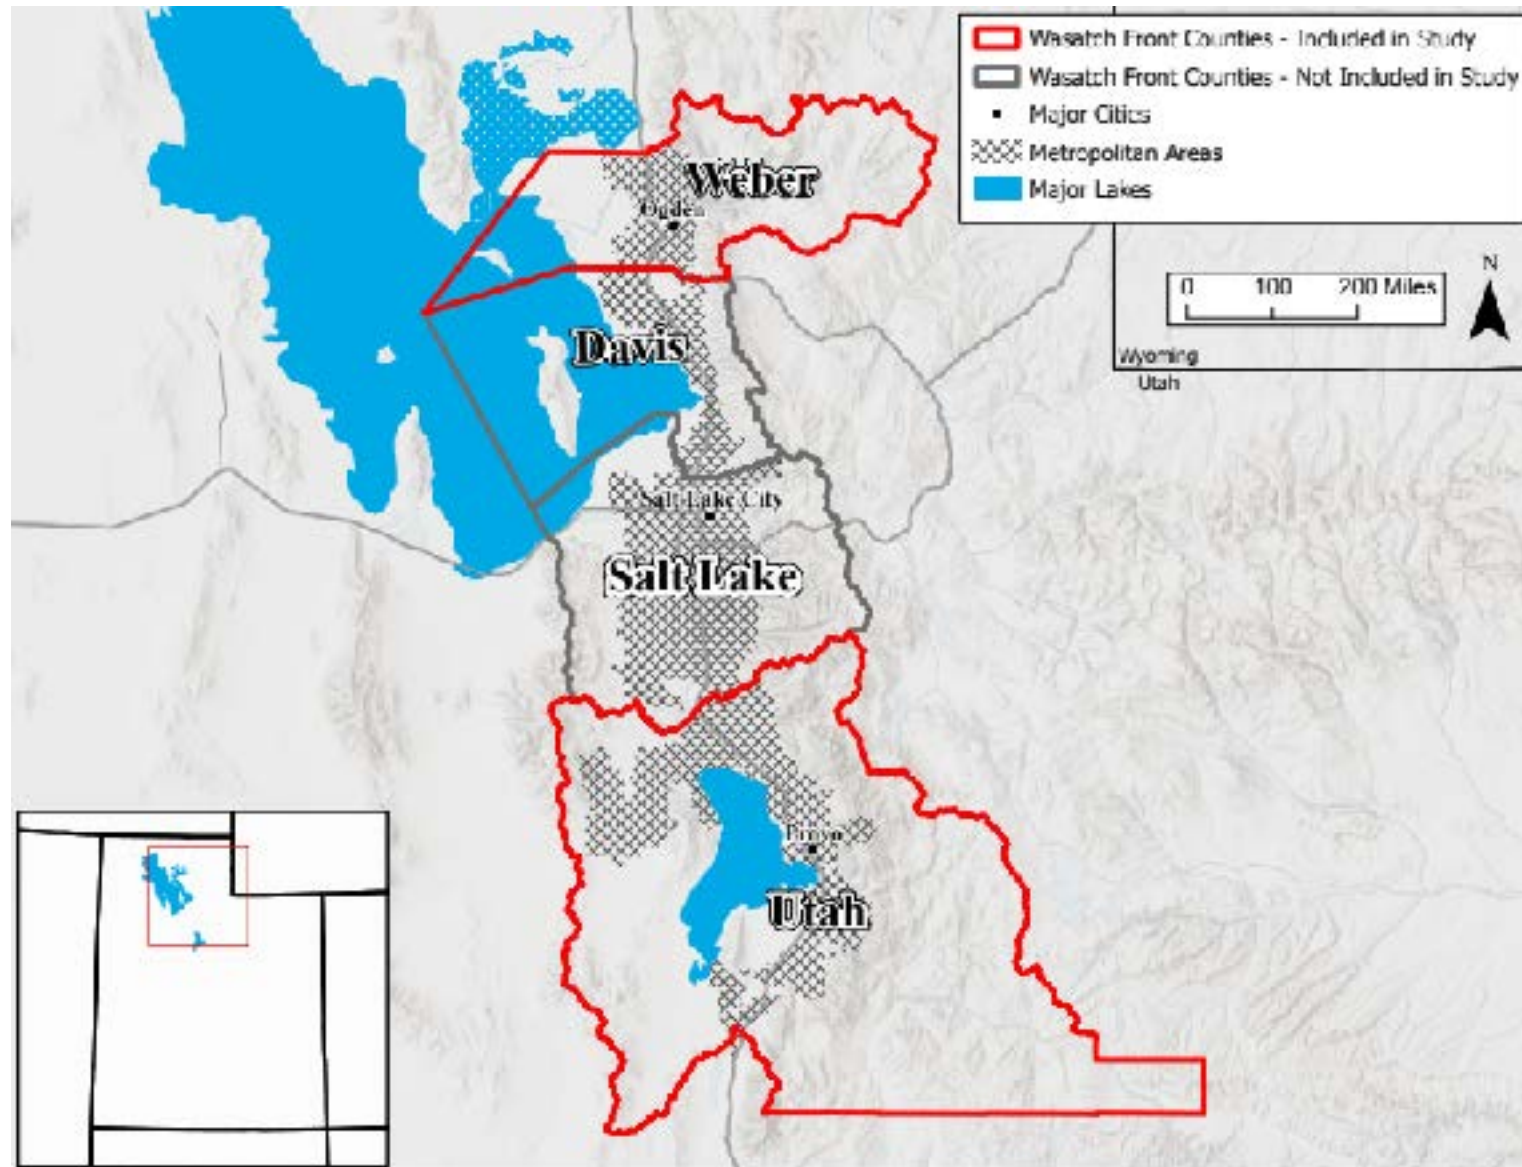 Wasatch Front Counties - Included in Study
Wasatch Front Counties - Not Included in Study
Major Cities
Metropolitan Areas
Major Lakes
Weber
Ogden
N
0 100 200 Miles
Davis
Wyoming
Utah
Salt Lake City
Salt Lake
Provo
Utah